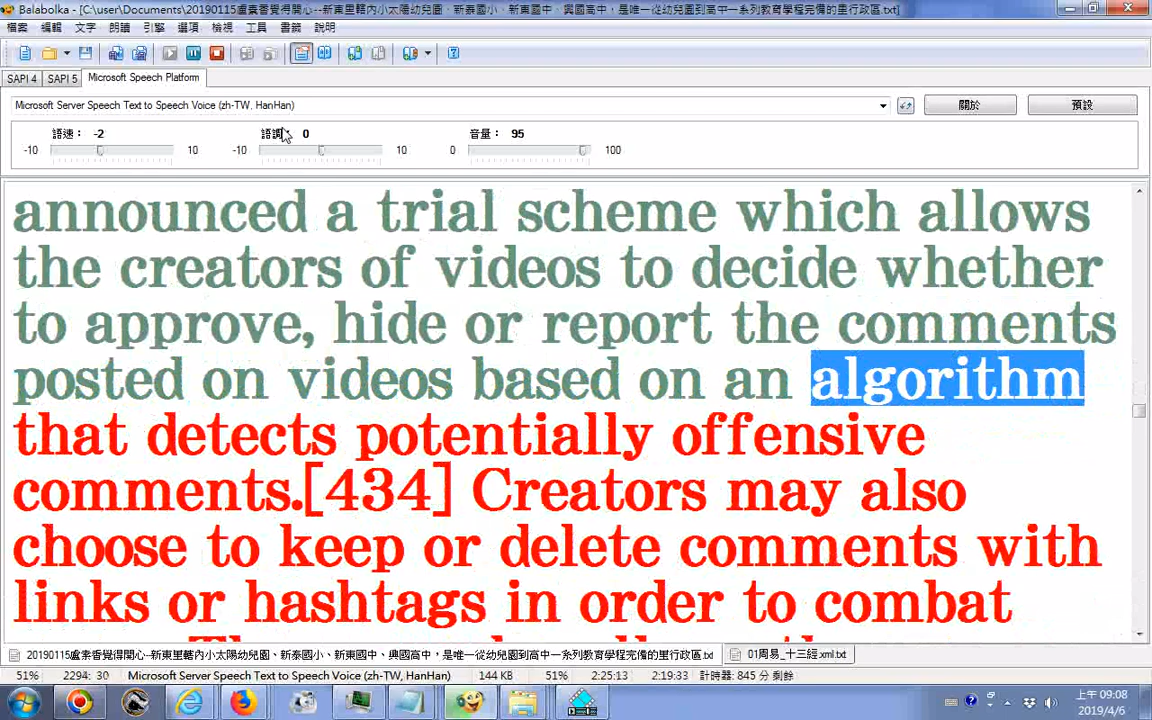 Balabolka - [C:\user\Documents\20190115盧素香覺得開心--新東里轄內小太陽幼兒園、新泰國小、新東國中、興國高中，是唯一從幼兒園到高中一系列教育學程完備的里行政區.txt]
檔案 編輯 文字 朗讀 引擎 選項 檢視 工具 書籤 說明
SAPI 4 SAPI 5 Microsoft Speech Platform
Microsoft Server Speech Text to Speech Voice (zh-TW, HanHan) 關於 預設
語速： -2 語調： 0 音量： 95
-10 10 -10 10 0 100
announced a trial scheme which allows
the creators of videos to decide whether
to approve, hide or report the comments
posted on videos based on an algorithm
that detects potentially offensive
comments.[434] Creators may also
choose to keep or delete comments with
links or hashtags in order to combat
20190115盧素香覺得開心--新東里轄內小太陽幼兒園、新泰國小、新東國中、興國高中，是唯一從幼兒園到高中一系列教育學程完備的里行政區.txt 01周易_十三經.xml.txt
51% 2294: 30 Microsoft Server Speech Text to Speech Voice (zh-TW, HanHan) 144 KB 51% 2:25:13 2:19:33 計時器: 845 分 剩餘
上午 09:08
2019/4/6